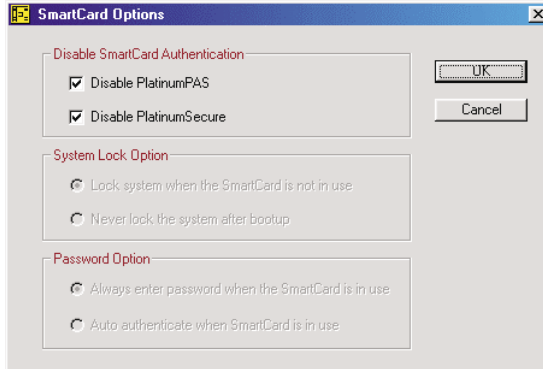 SmartCard Options
Disable SmartCard Authentication
Disable PlatinumPAS
Disable PlatinumSecure
OK
Cancel
System Lock Option
Lock system when the SmartCard is not in use
Never lock the system after bootup
Password Option
Always enter password when the SmartCard is in use
Auto authenticate when SmartCard is in use